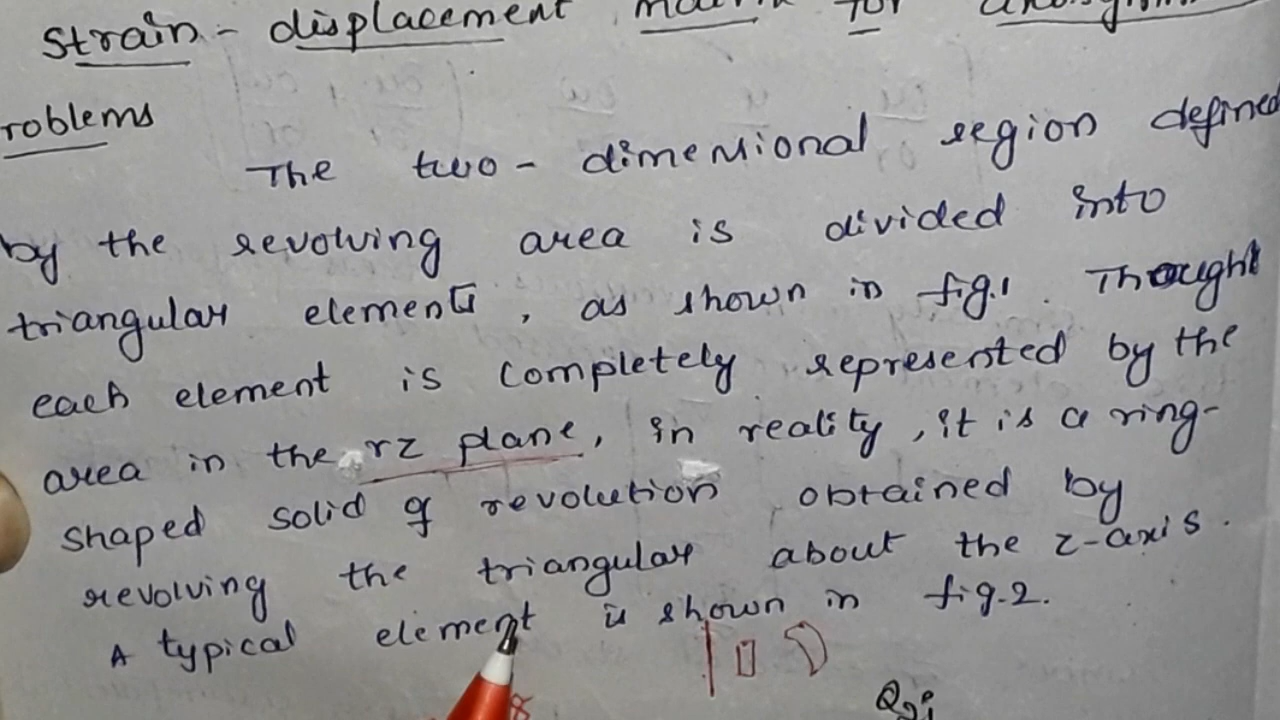 Strain - displacement matrix for
roblems
The two - dimensional region defined
by the revolving area is divided into
triangular elements, as shown in fig.1. Thought
each element is completely represented by the
area in the rz plane, in reality, it is a ring-
shaped solid of revolution obtained by
revolving the triangular about the z-axis.
A typical element is shown in fig.2.